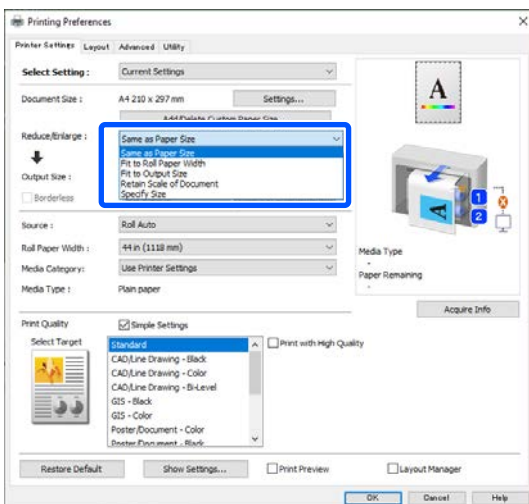 Printing Preferences
Printer Settings Layout Advanced Utility
Select Setting : Current Settings
Document Size : A4 210 x 297 mm Settings...
Add/Delete Custom Paper Size
Reduce/Enlarge : Same as Paper Size
Same as Paper Size
Fit to Roll Paper Width
Fit to Output Size
Retain Scale of Document
Specify Size
Output Size :
Borderless
Source : Roll Auto
Roll Paper Width : 44 in (1118 mm)
Media Category: Use Printer Settings
Media Type : Plain paper
A
A
1
2
Media Type
-
Paper Remaining
-
Acquire Info
Print Quality Simple Settings
Select Target
Standard
CAD/Line Drawing - Black
CAD/Line Drawing - Color
CAD/Line Drawing - Bi-Level
GIS - Black
GIS - Color
Poster/Document - Color
Poster/Document - Black
Print with High Quality
Restore Default Show Settings... Print Preview Layout Manager
OK Cancel Help